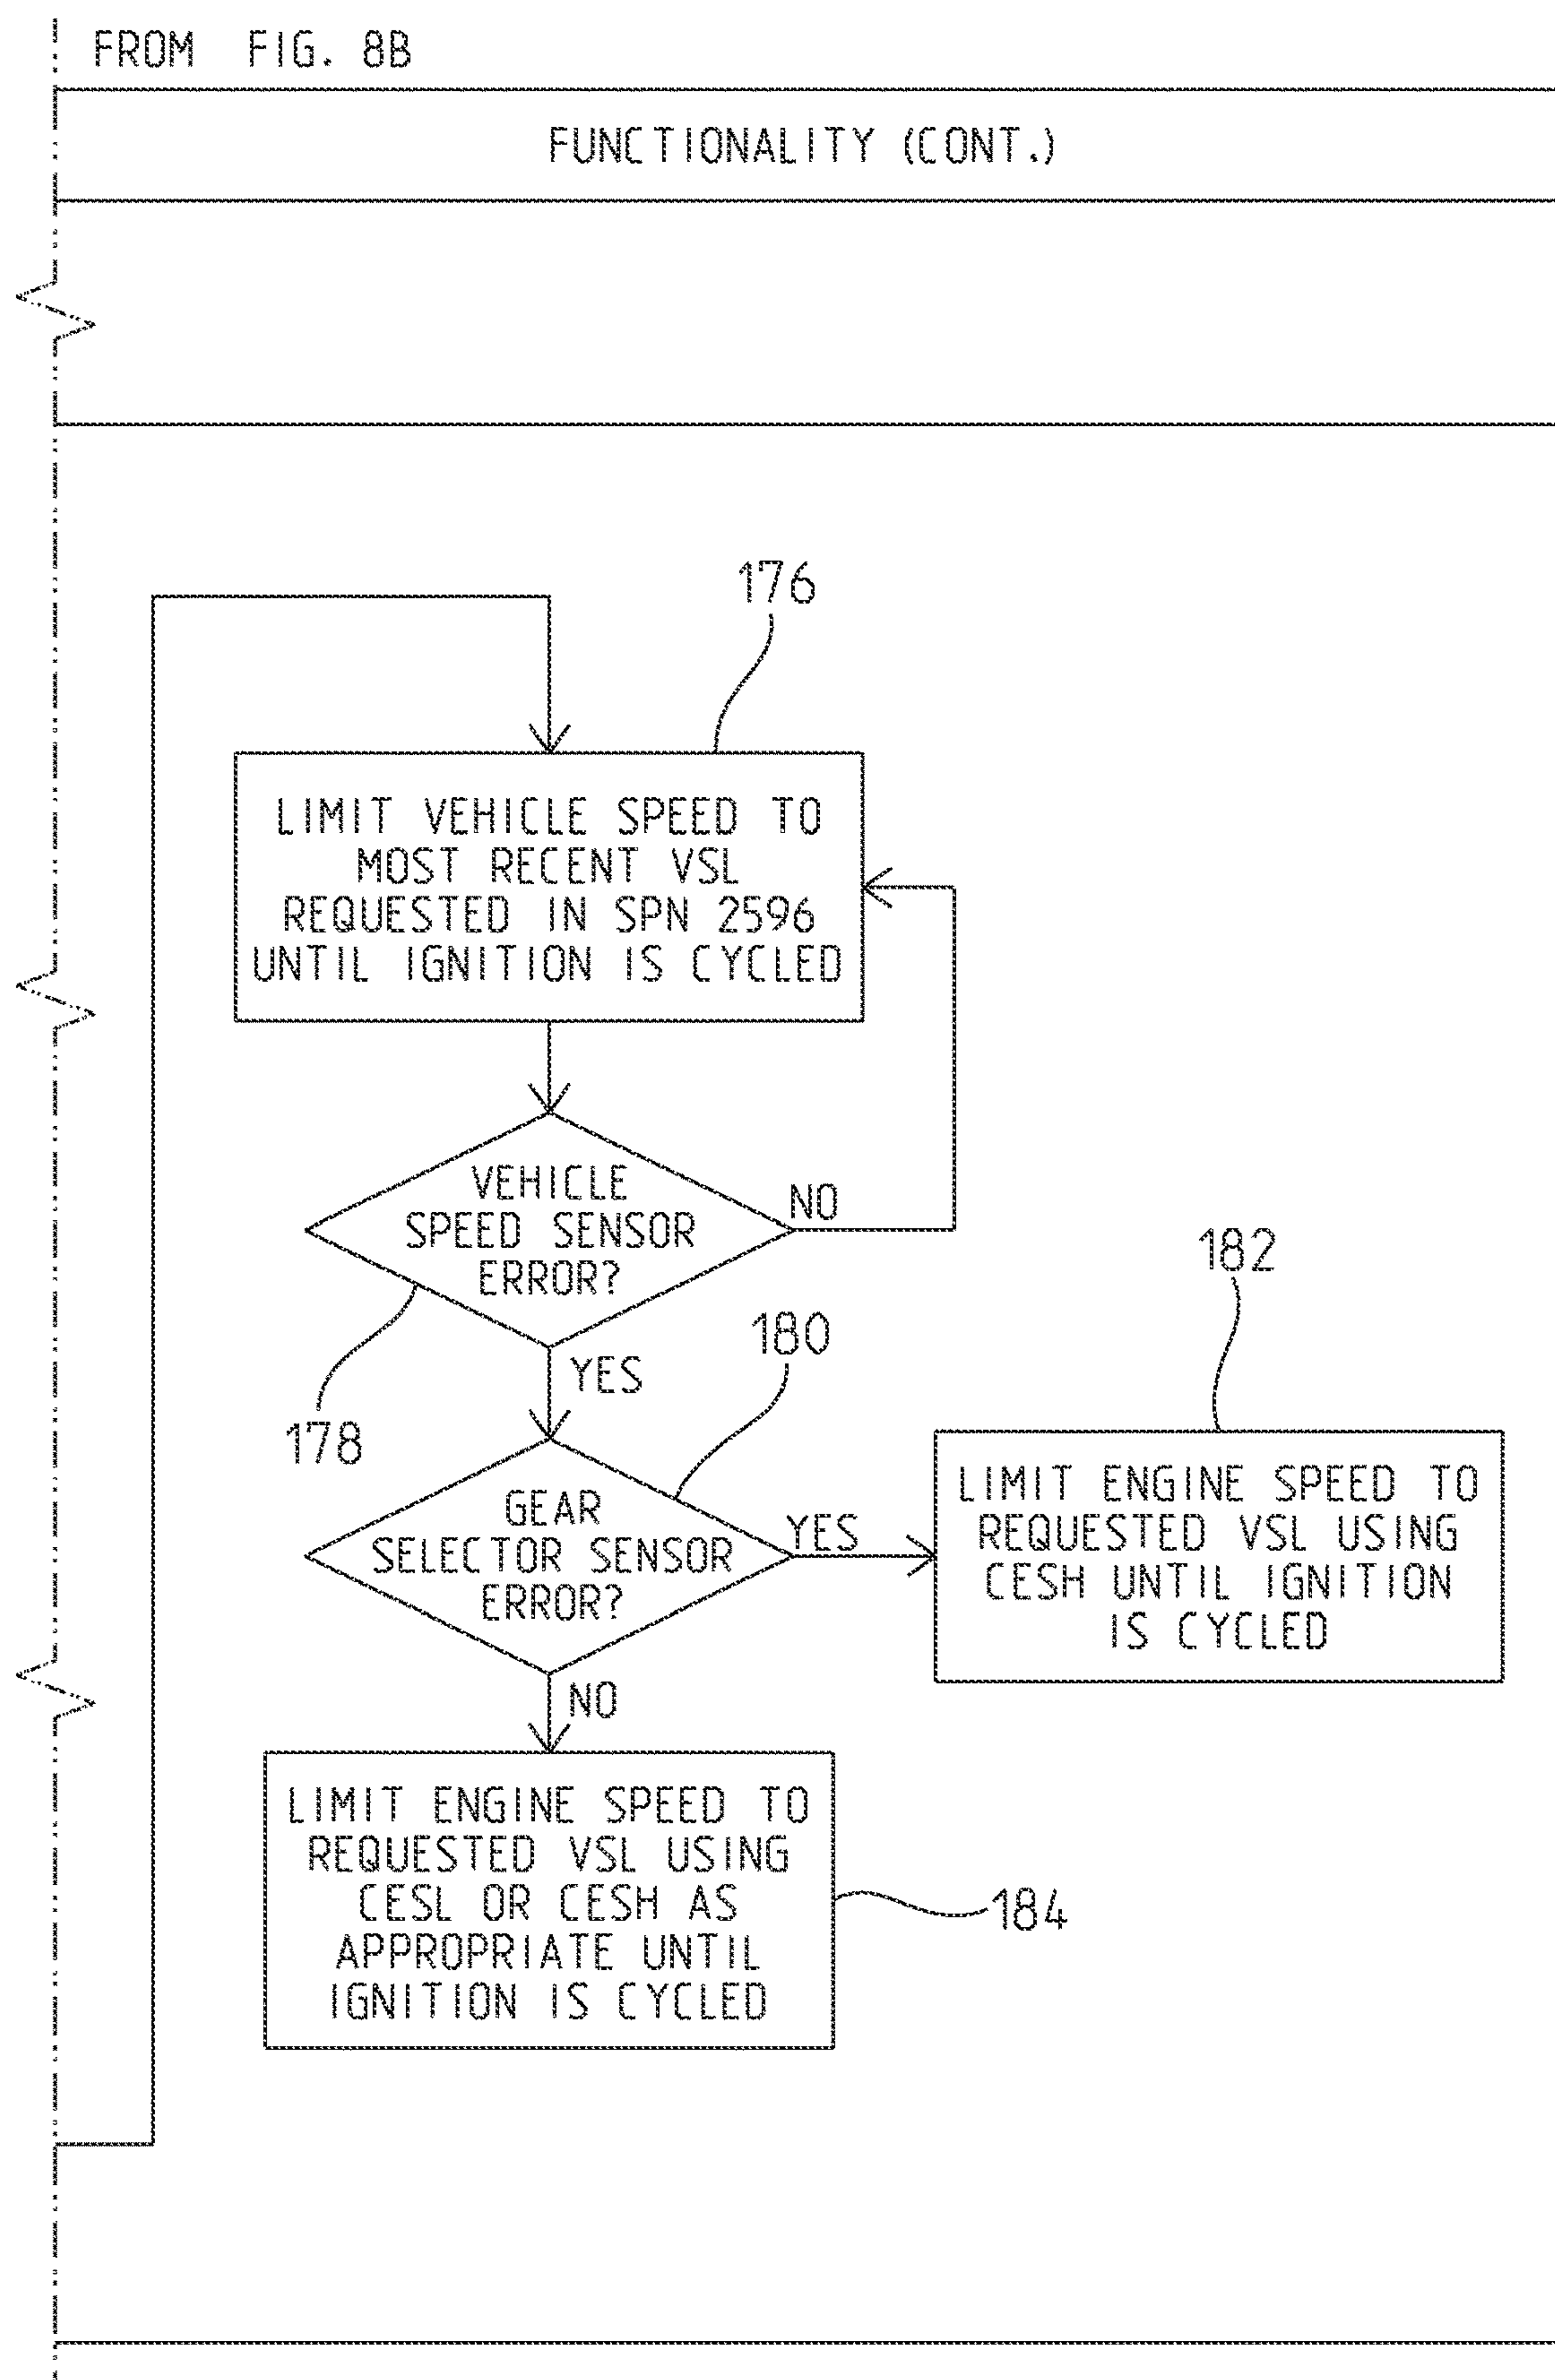 FROM FIG. 8B
FUNCTIONALITY (CONT.)
176
LIMIT VEHICLE SPEED TO
MOST RECENT VSL
REQUESTED IN SPN 2596
UNTIL IGNITION IS CYCLED
VEHICLE
SPEED SENSOR
ERROR?
NO
178
YES
180
182
GEAR
SELECTOR SENSOR
ERROR?
YES
LIMIT ENGINE SPEED TO
REQUESTED VSL USING
CESH UNTIL IGNITION
IS CYCLED
NO
LIMIT ENGINE SPEED TO
REQUESTED VSL USING
CESL OR CESH AS
APPROPRIATE UNTIL
IGNITION IS CYCLED
184